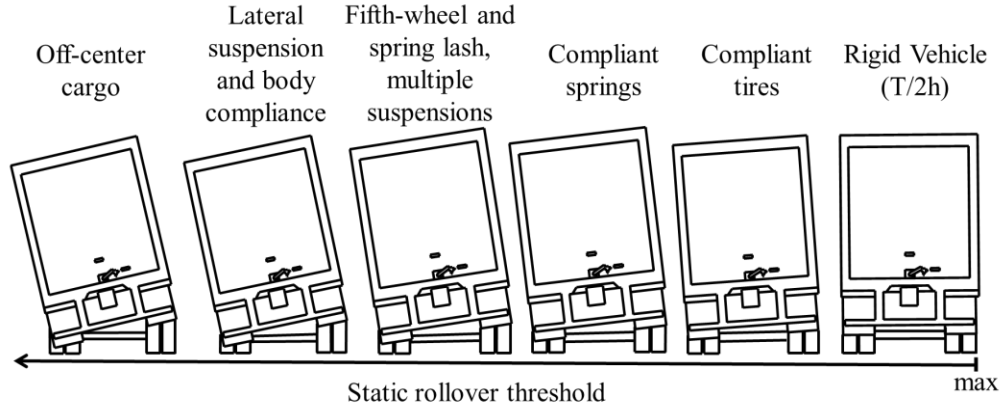 Off-center
cargo
Lateral
suspension
and body
compliance
Fifth-wheel and
spring lash,
multiple
suspensions
Compliant
springs
Compliant
tires
Rigid Vehicle
(T/2h)
Static rollover threshold
max